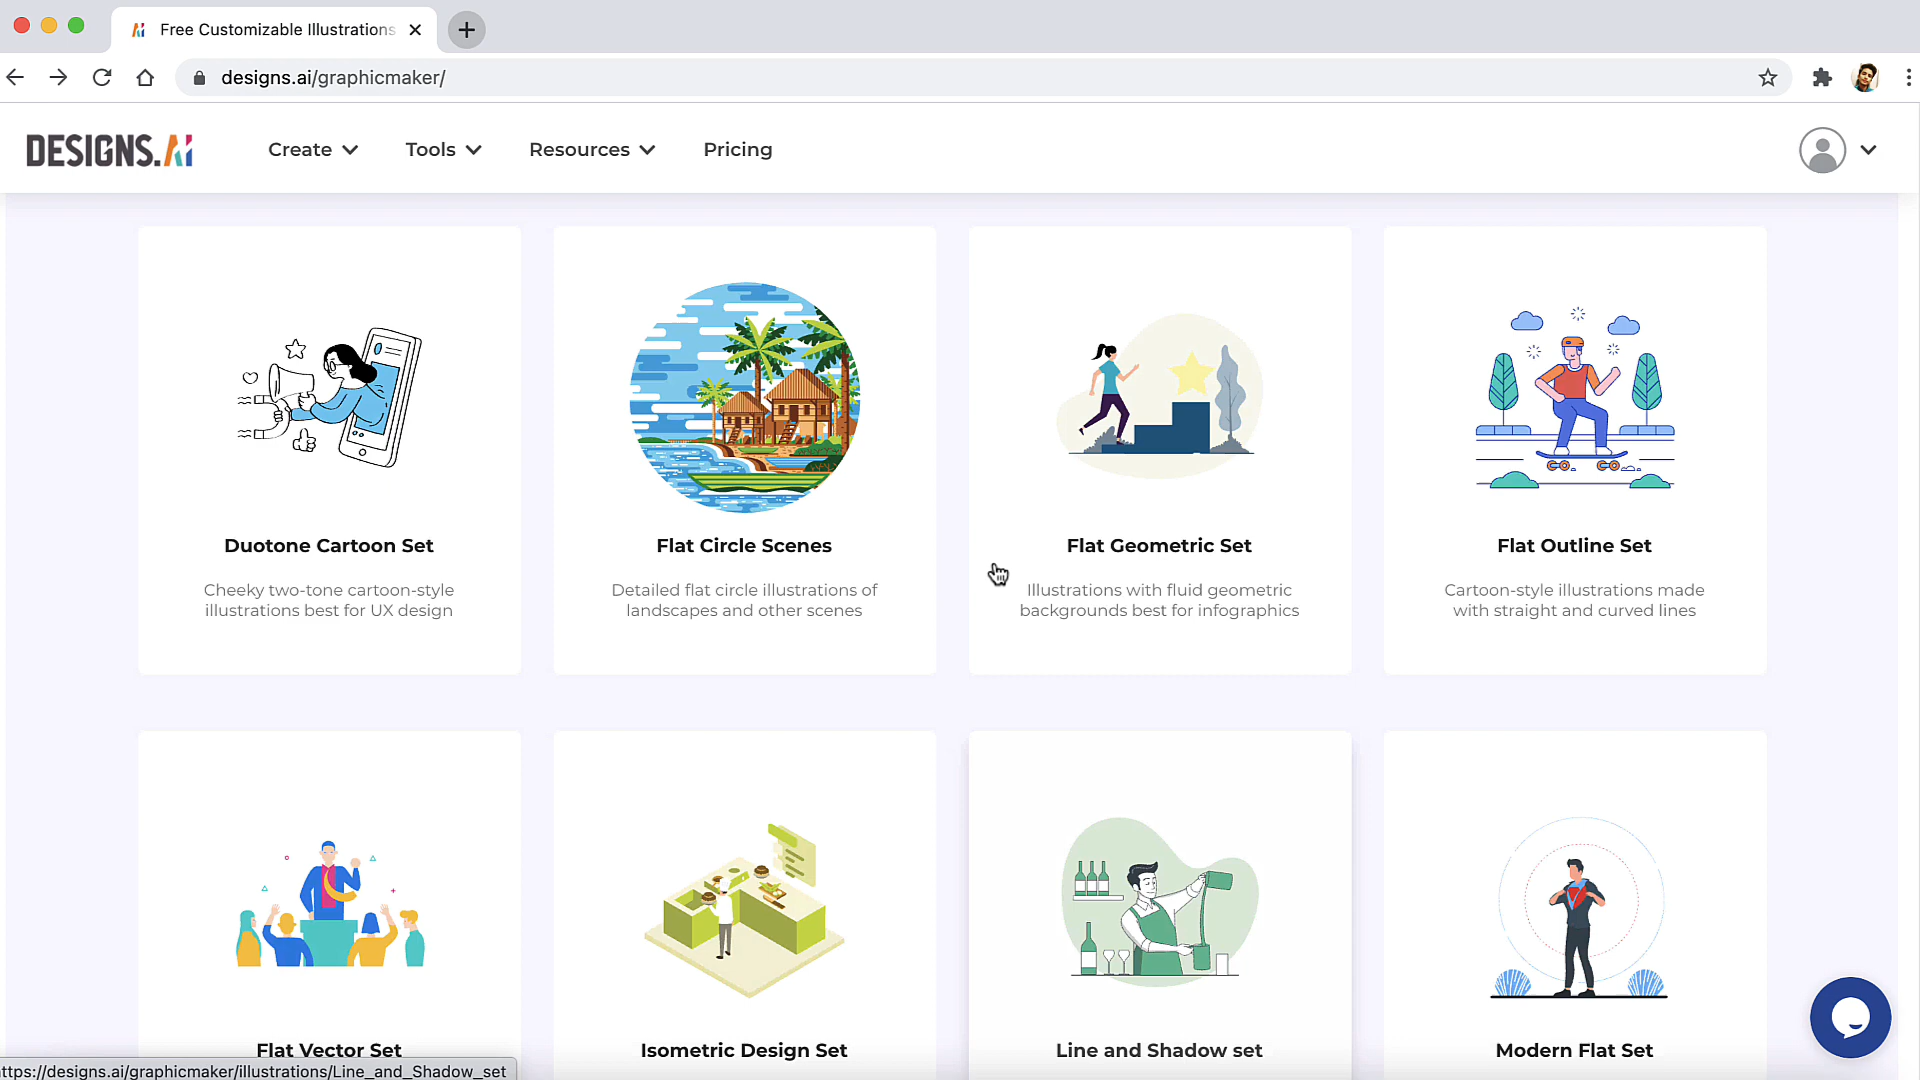 Free Customizable Illustrations
designs.ai/graphicmaker/
DESIGNS.AI
Create
Tools
Resources
Pricing
Duotone Cartoon Set
Cheeky two-tone cartoon-style
illustrations best for UX design
Flat Circle Scenes
Detailed flat circle illustrations of
landscapes and other scenes
Flat Geometric Set
Illustrations with fluid geometric
backgrounds best for infographics
Flat Outline Set
Cartoon-style illustrations made
with straight and curved lines
Flat Vector Set
Isometric Design Set
Line and Shadow set
Modern Flat Set
ttps://designs.ai/graphicmaker/illustrations/Line_and_Shadow_set